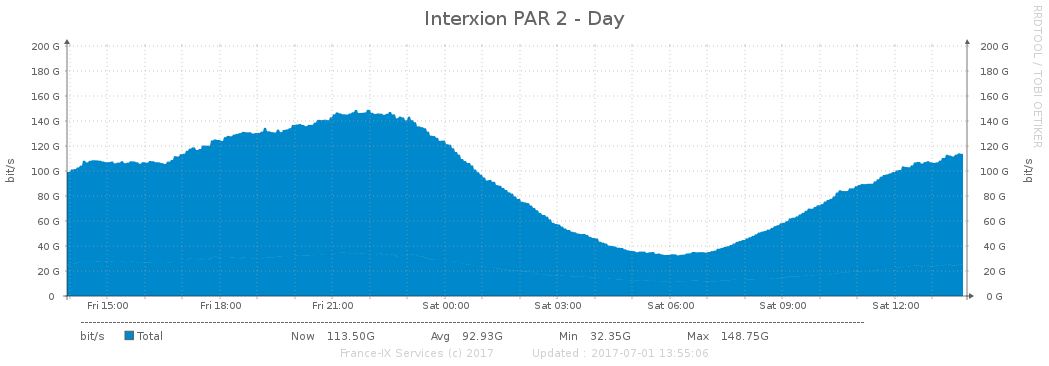 Interxion PAR 2 - Day
RRDTOOL / TOBI OETIKER
200 G 200 G
180 G 180 G
160 G 160 G
140 G 140 G
120 G 120 G
100 G 100 G
80 G 80 G
60 G 60 G
40 G 40 G
20 G 20 G
0 0 G
bit/s
bit/s
Fri 15:00 Fri 18:00 Fri 21:00 Sat 00:00 Sat 03:00 Sat 06:00 Sat 09:00 Sat 12:00
bit/s Total Now 113.50G Avg 92.93G Min 32.35G Max 148.75G
France-IX Services (c) 2017 Updated : 2017-07-01 13:55:06